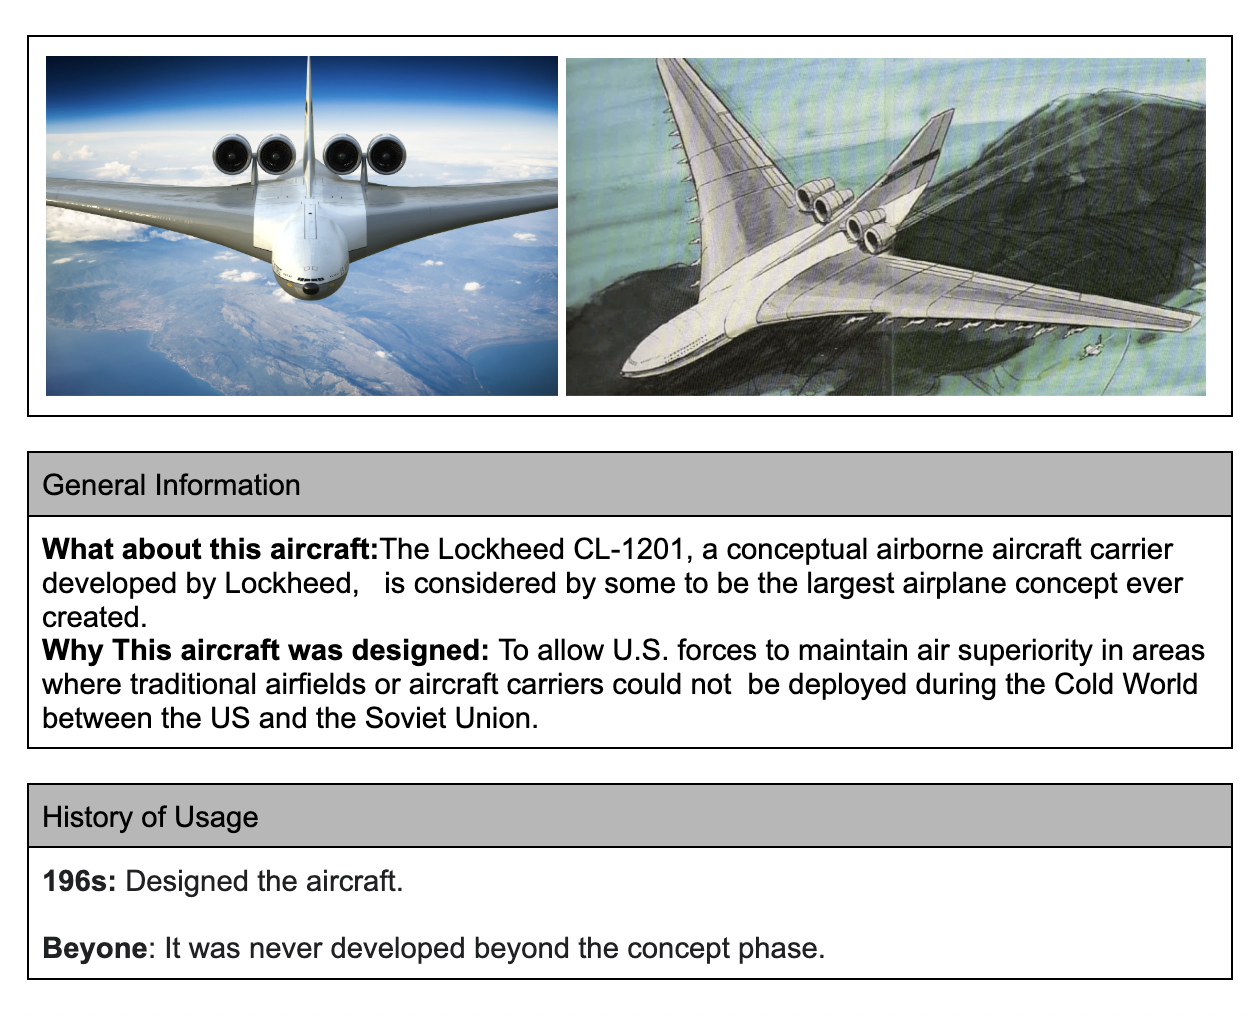 General Information
What about this aircraft:The Lockheed CL-1201, a conceptual airborne aircraft carrier
developed by Lockheed,   is considered by some to be the largest airplane concept ever
created.
Why This aircraft was designed: To allow U.S. forces to maintain air superiority in areas
where traditional airfields or aircraft carriers could not  be deployed during the Cold World
between the US and the Soviet Union.
History of Usage
196s: Designed the aircraft.
Beyone: It was never developed beyond the concept phase.